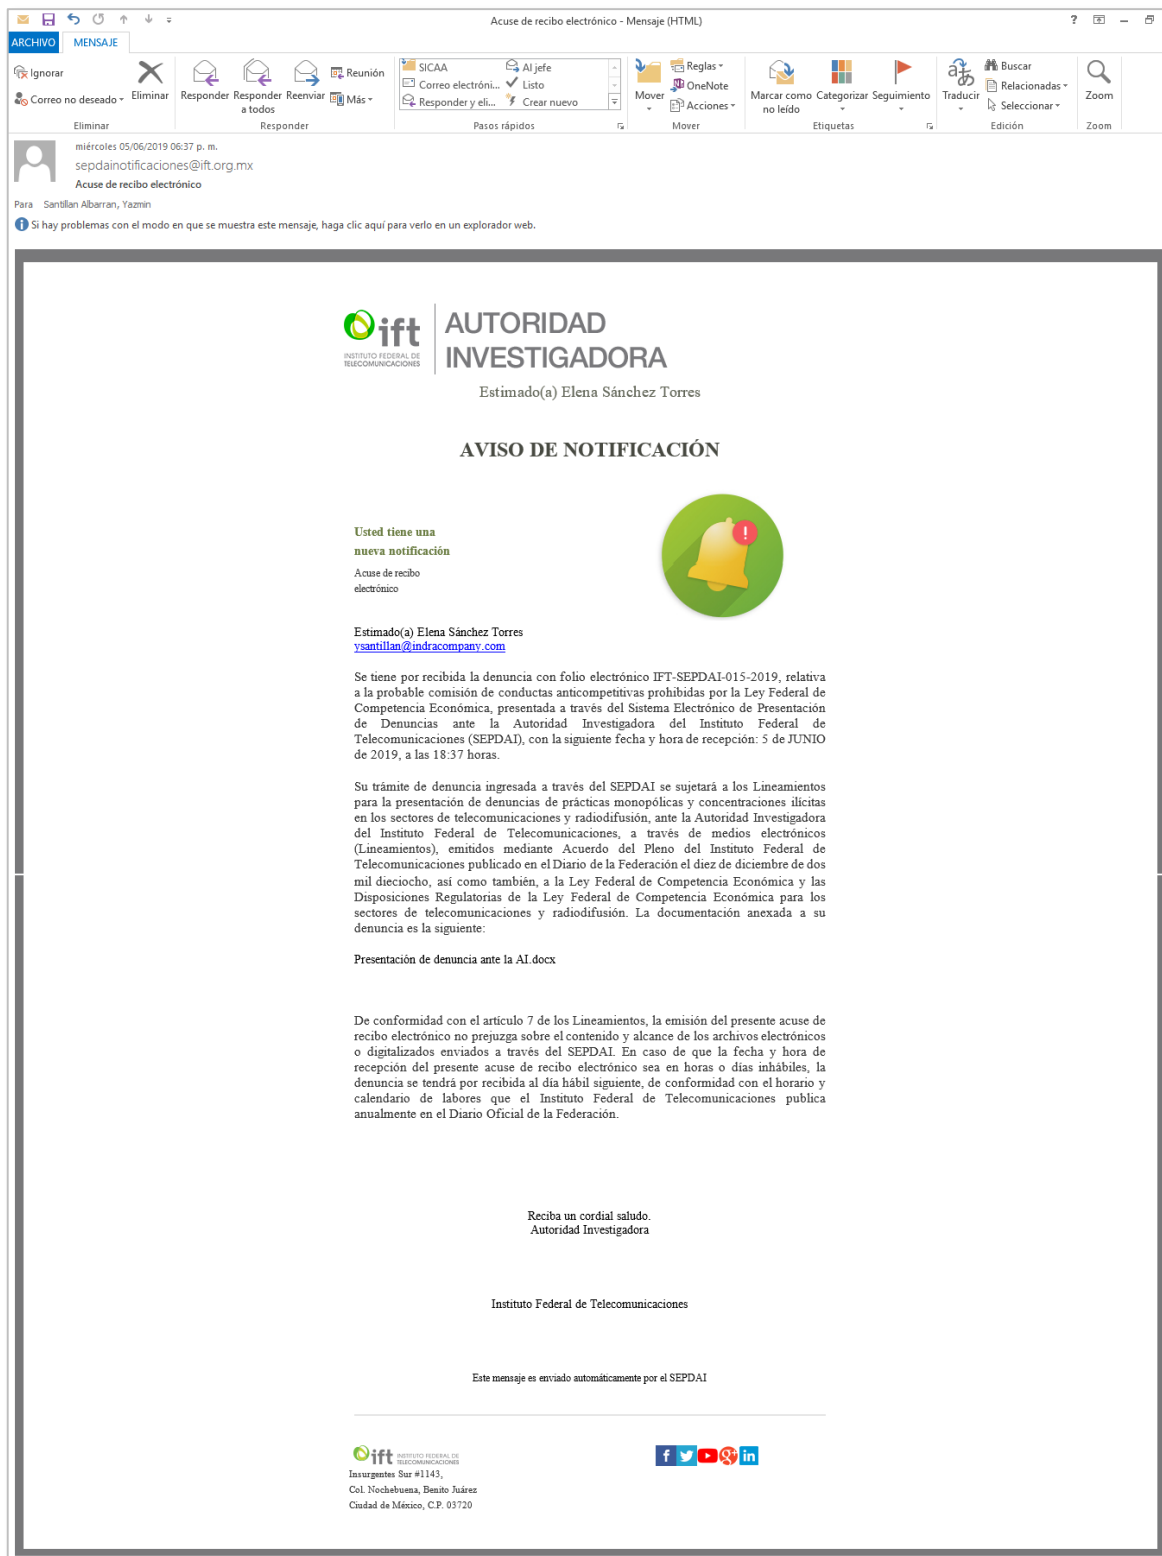 Acuse de recibo electrónico - Mensaje (HTML)
ARCHIVO MENSAJE
Ignorar
Correo no deseado
Eliminar
Eliminar
Responder
Responder a todos
Reenviar
Reunión
Más
Responder
SICAA
Correo electróni...
Responder y eli...
Al jefe
Listo
Crear nuevo
Pasos rápidos
Mover
Reglas
OneNote
Acciones
Mover
Marcar como no leído
Categorizar
Seguimiento
Etiquetas
Traducir
Buscar
Relacionadas
Seleccionar
Edición
Zoom
Zoom
miércoles 05/06/2019 06:37 p. m.
sepdainotificaciones@ift.org.mx
Acuse de recibo electrónico
Para Santillan Albarran, Yazmin
Si hay problemas con el modo en que se muestra este mensaje, haga clic aquí para verlo en un explorador web.
ift
INSTITUTO FEDERAL DE
TELECOMUNICACIONES
AUTORIDAD
INVESTIGADORA
Estimado(a) Elena Sánchez Torres
AVISO DE NOTIFICACIÓN
Usted tiene una
nueva notificación
Acuse de recibo
electrónico
Estimado(a) Elena Sánchez Torres
ysantillan@indracompany.com
Se tiene por recibida la denuncia con folio electrónico IFT-SEPDAI-015-2019, relativa
a la probable comisión de conductas anticompetitivas prohibidas por la Ley Federal de
Competencia Económica, presentada a través del Sistema Electrónico de Presentación
de Denuncias ante la Autoridad Investigadora del Instituto Federal de
Telecomunicaciones (SEPDAI), con la siguiente fecha y hora de recepción: 5 de JUNIO
de 2019, a las 18:37 horas.
Su trámite de denuncia ingresada a través del SEPDAI se sujetará a los Lineamientos
para la presentación de denuncias de prácticas monopólicas y concentraciones ilícitas
en los sectores de telecomunicaciones y radiodifusión, ante la Autoridad Investigadora
del Instituto Federal de Telecomunicaciones, a través de medios electrónicos
(Lineamientos), emitidos mediante Acuerdo del Pleno del Instituto Federal de
Telecomunicaciones publicado en el Diario de la Federación el diez de diciembre de dos
mil dieciocho, así como también, a la Ley Federal de Competencia Económica y las
Disposiciones Regulatorias de la Ley Federal de Competencia Económica para los
sectores de telecomunicaciones y radiodifusión. La documentación anexada a su
denuncia es la siguiente:
Presentación de denuncia ante la AI.docx
De conformidad con el artículo 7 de los Lineamientos, la emisión del presente acuse de
recibo electrónico no prejuzga sobre el contenido y alcance de los archivos electrónicos
o digitalizados enviados a través del SEPDAI. En caso de que la fecha y hora de
recepción del presente acuse de recibo electrónico sea en horas o días inhábiles, la
denuncia se tendrá por recibida al día hábil siguiente, de conformidad con el horario y
calendario de labores que el Instituto Federal de Telecomunicaciones publica
anualmente en el Diario Oficial de la Federación.
Reciba un cordial saludo.
Autoridad Investigadora
Instituto Federal de Telecomunicaciones
Este mensaje es enviado automáticamente por el SEPDAI
ift INSTITUTO FEDERAL DE
TELECOMUNICACIONES
Insurgentes Sur #1143,
Col. Nochebuena, Benito Juárez
Ciudad de México, C.P. 03720